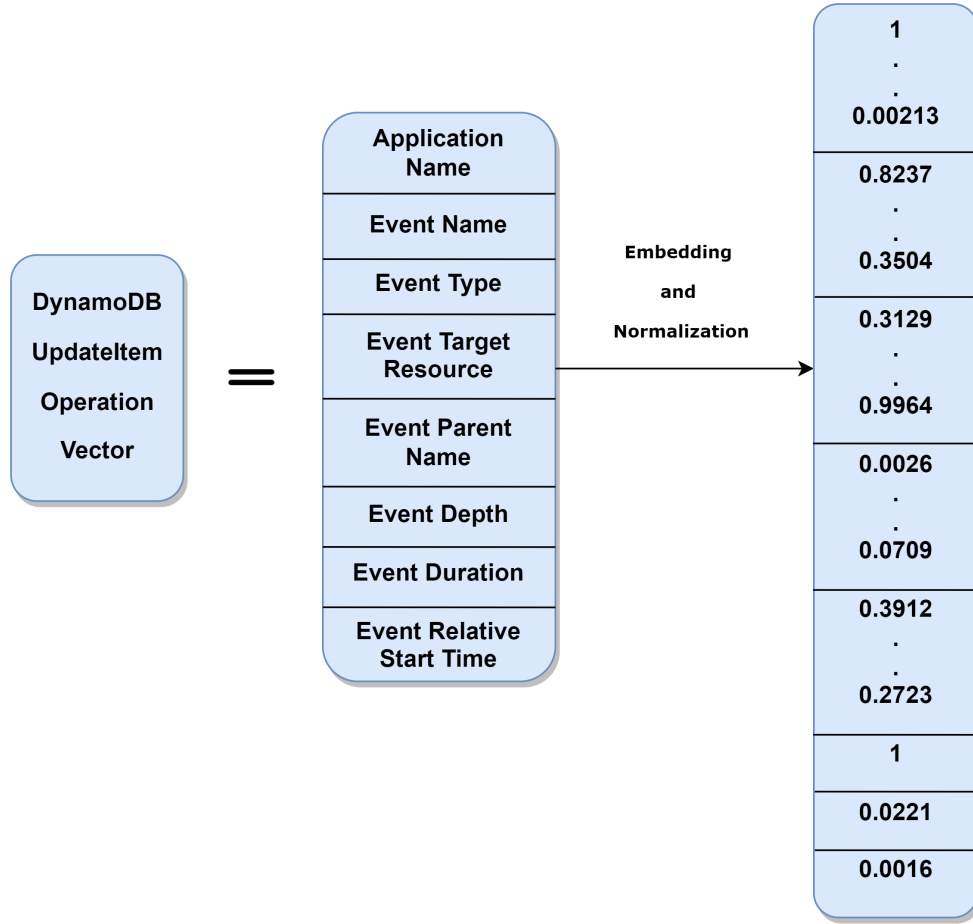 DynamoDB
UpdateItem
Operation
Vector
=
Application
Name
Event Name
Event Type
Event Target
Resource
Event Parent
Name
Event Depth
Event Duration
Event Relative
Start Time
Embedding
and
Normalization
1
.
.
0.00213
0.8237
.
.
0.3504
0.3129
.
.
0.9964
0.0026
.
.
0.0709
0.3912
.
.
0.2723
1
0.0221
0.0016